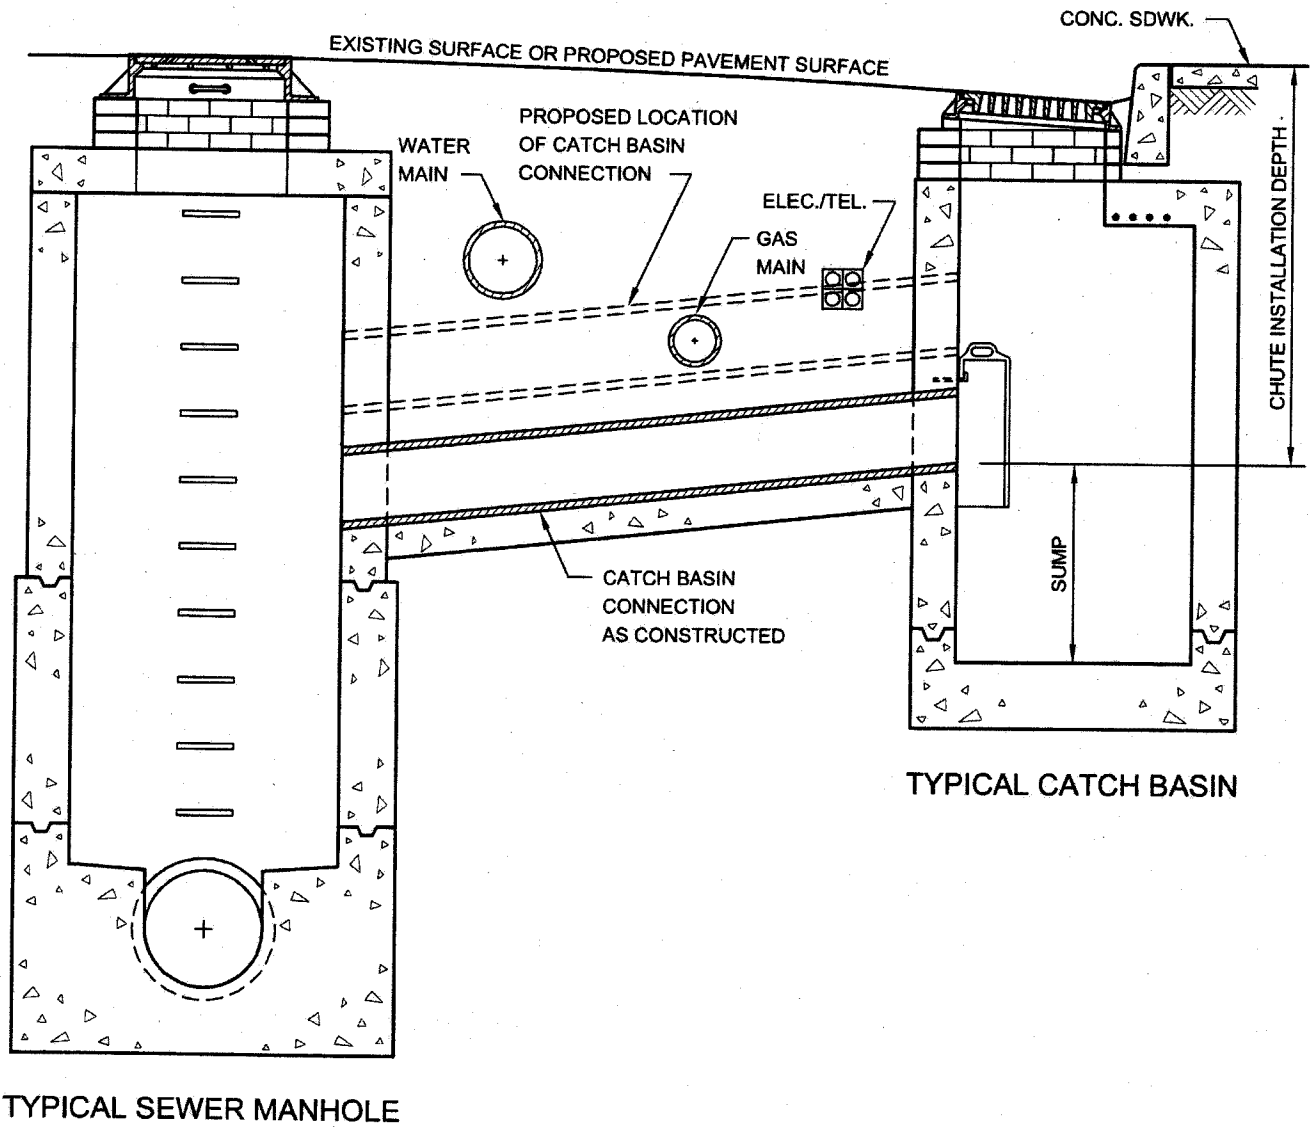 CONC. SDWK.
EXISTING SURFACE OR PROPOSED PAVEMENT SURFACE
PROPOSED LOCATION
OF CATCH BASIN
CONNECTION
WATER
MAIN
ELEC./TEL.
GAS
MAIN
CHUTE INSTALLATION DEPTH
SUMP
CATCH BASIN
CONNECTION
AS CONSTRUCTED
TYPICAL CATCH BASIN
TYPICAL SEWER MANHOLE